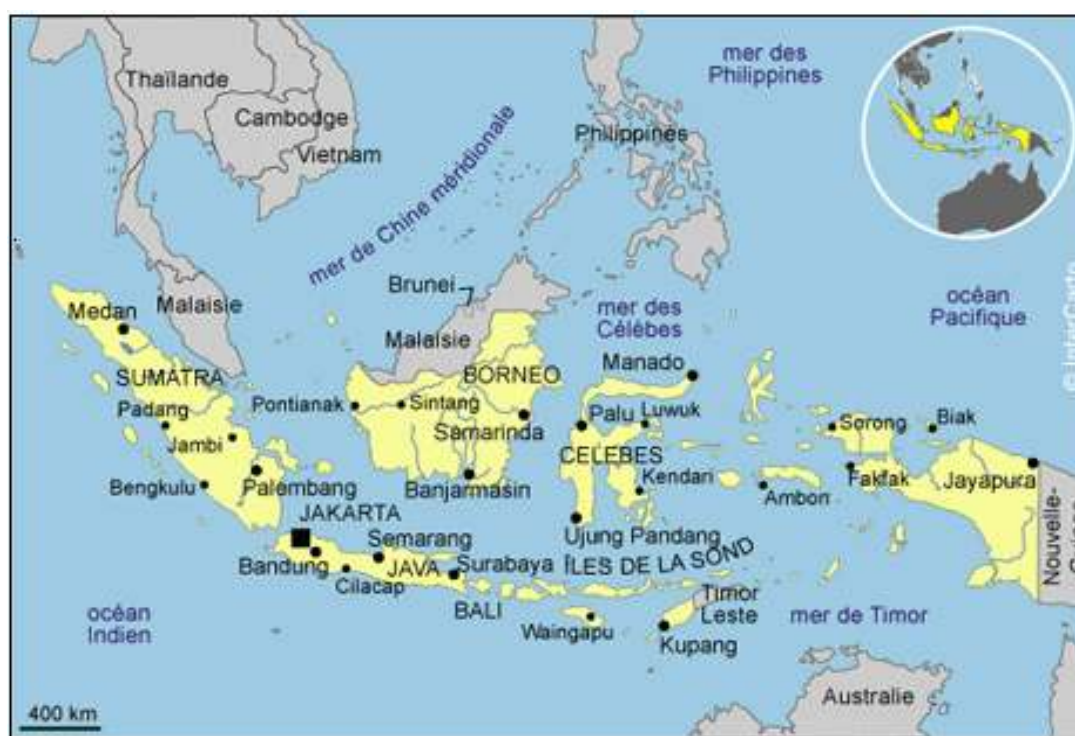 mer des
Philippines
Thaïlande
Cambodge
Vietnam
Philippines
mer de Chine méridionale
Brunei
mer des
Célèbes
océan
Pacifique
Malaisie
Malaisie
Medan
SUMATRA
BORNEO
Manado
Padang
Pontianak
Sintang
Palu
Luwuk
Sorong
Biak
Jambi
Samarinda
CELEBES
Bengkulu
Palembang
Banjarmasin
Kendari
Ambon
Fakfak
Jayapura
JAKARTA
Semarang
Ujung Pandang
Bandung
JAVA
Surabaya
ÎLES DE LA SOND
Cilacap
BALI
Timor
Leste
Nouvelle-
océan
Indien
Waingapu
Kupang
mer de Timor
Australie
400 km